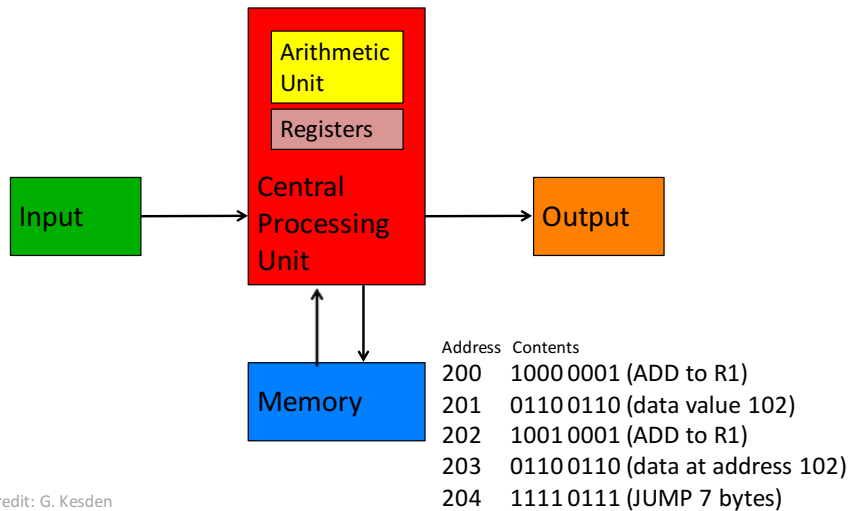 Arithmetic
Unit
Registers
Central
Processing
Unit
Input
Output
Memory
Address Contents
200 1000 0001 (ADD to R1)
201 0110 0110 (data value 102)
202 1001 0001 (ADD to R1)
203 0110 0110 (data at address 102)
204 1111 0111 (JUMP 7 bytes)
redit: G. Kesden